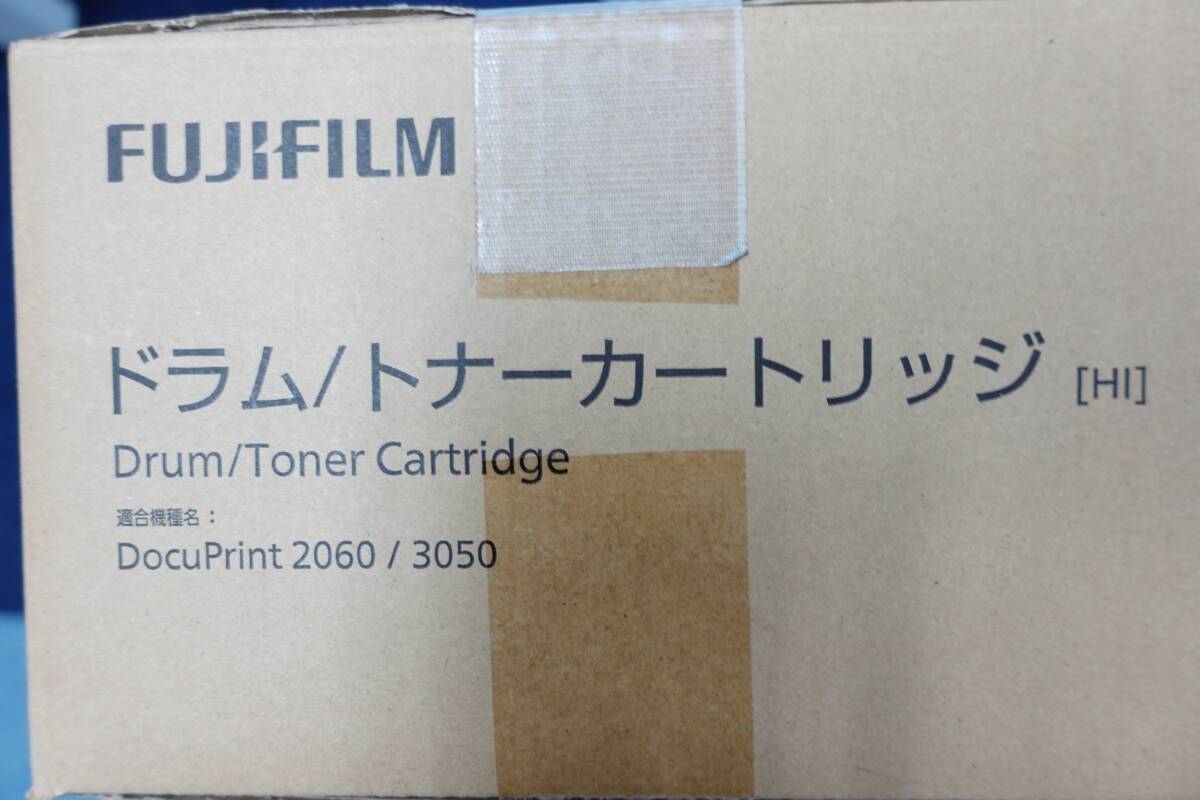 FUJIFILM
ドラム/トナーカートリッジ [HI]
Drum/Toner Cartridge
適合機種名：
DocuPrint 2060 / 3050